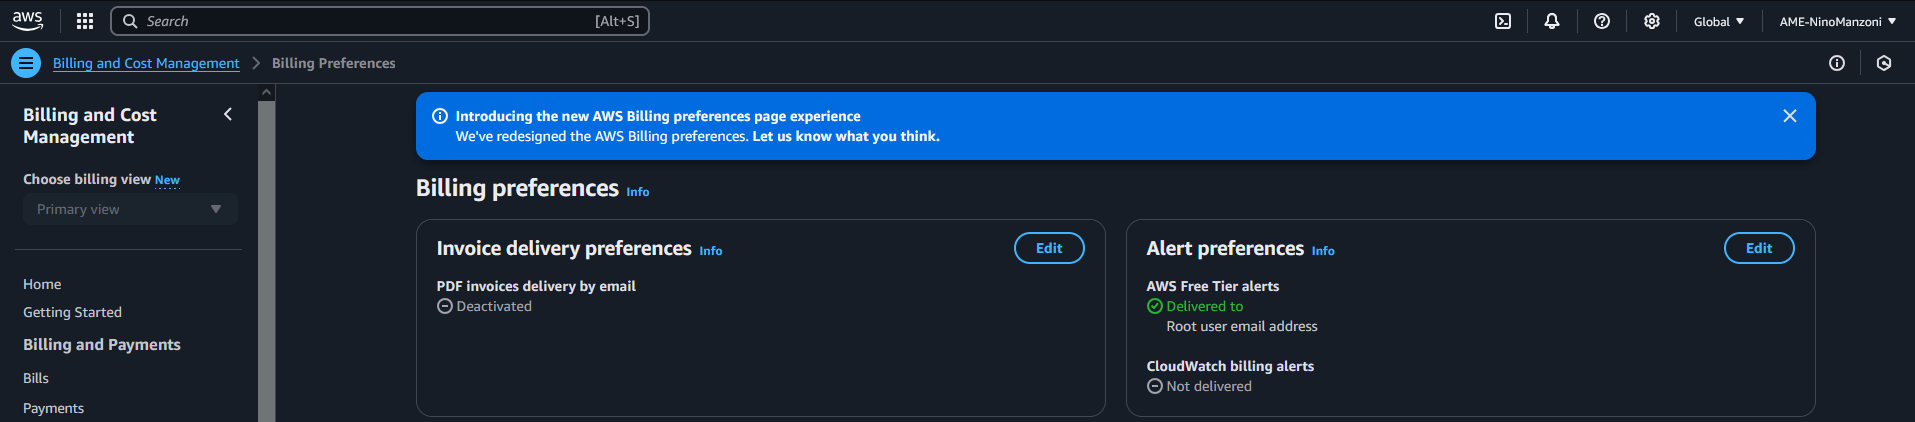 aws
Search
[Alt+S]
Global
AME-NinoManzoni
Billing and Cost Management
Billing Preferences
Billing and Cost
Management
Choose billing view New
Primary view
Home
Getting Started
Billing and Payments
Bills
Payments
Introducing the new AWS Billing preferences page experience
We've redesigned the AWS Billing preferences. Let us know what you think.
Billing preferences Info
Invoice delivery preferences Info
Edit
PDF invoices delivery by email
Deactivated
Alert preferences Info
Edit
AWS Free Tier alerts
Delivered to
Root user email address
CloudWatch billing alerts
Not delivered